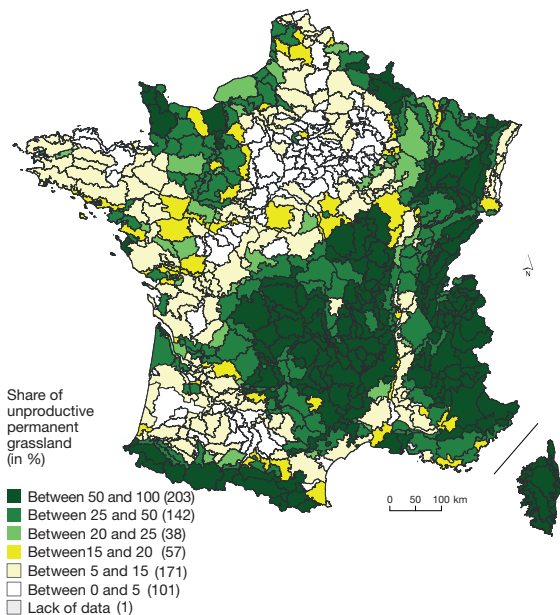 N
Share of
unproductive
permanent
grassland
(in %)
Between 50 and 100 (203)
Between 25 and 50 (142)
Between 20 and 25 (38)
Between15 and 20 (57)
Between 5 and 15 (171)
Between 0 and 5 (101)
Lack of data (1)
0 50 100 km